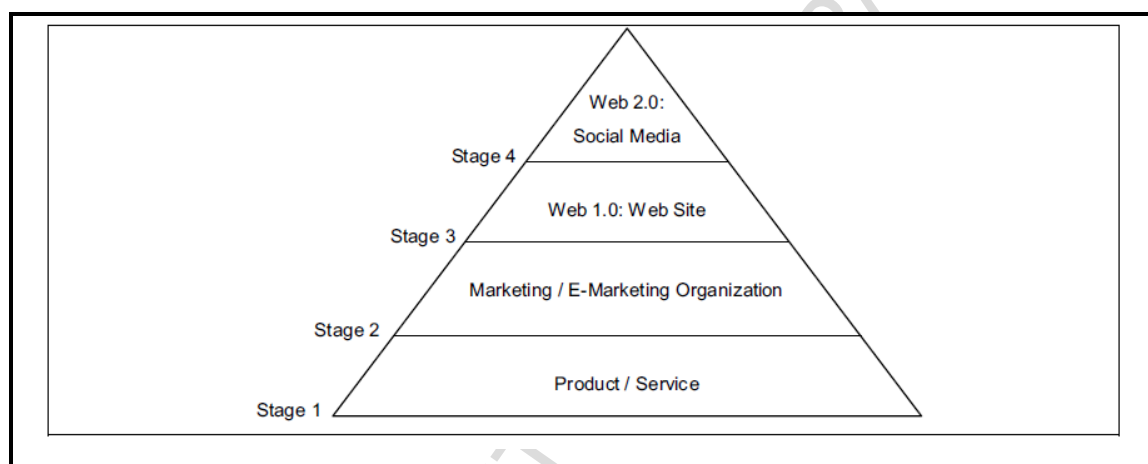 Web 2.0:
Social Media
Stage 4
Web 1.0: Web Site
Stage 3
Marketing / E-Marketing Organization
Stage 2
Product / Service
Stage 1